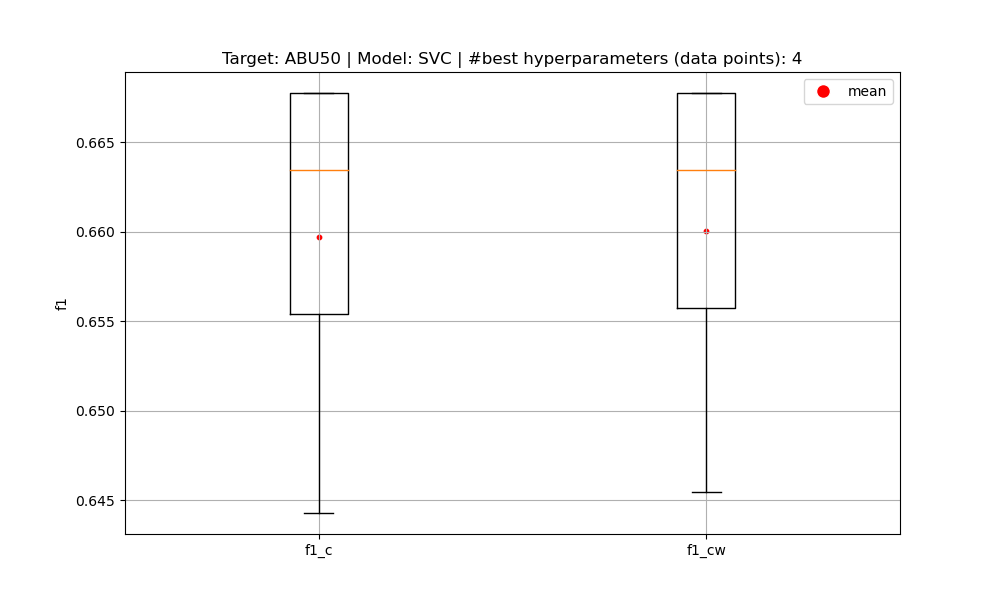 Target: ABU50 | Model: SVC | #best hyperparameters (data points): 4
mean
0.665
0.660
0.655
0.650
0.645
f1
f1_c
f1_cw